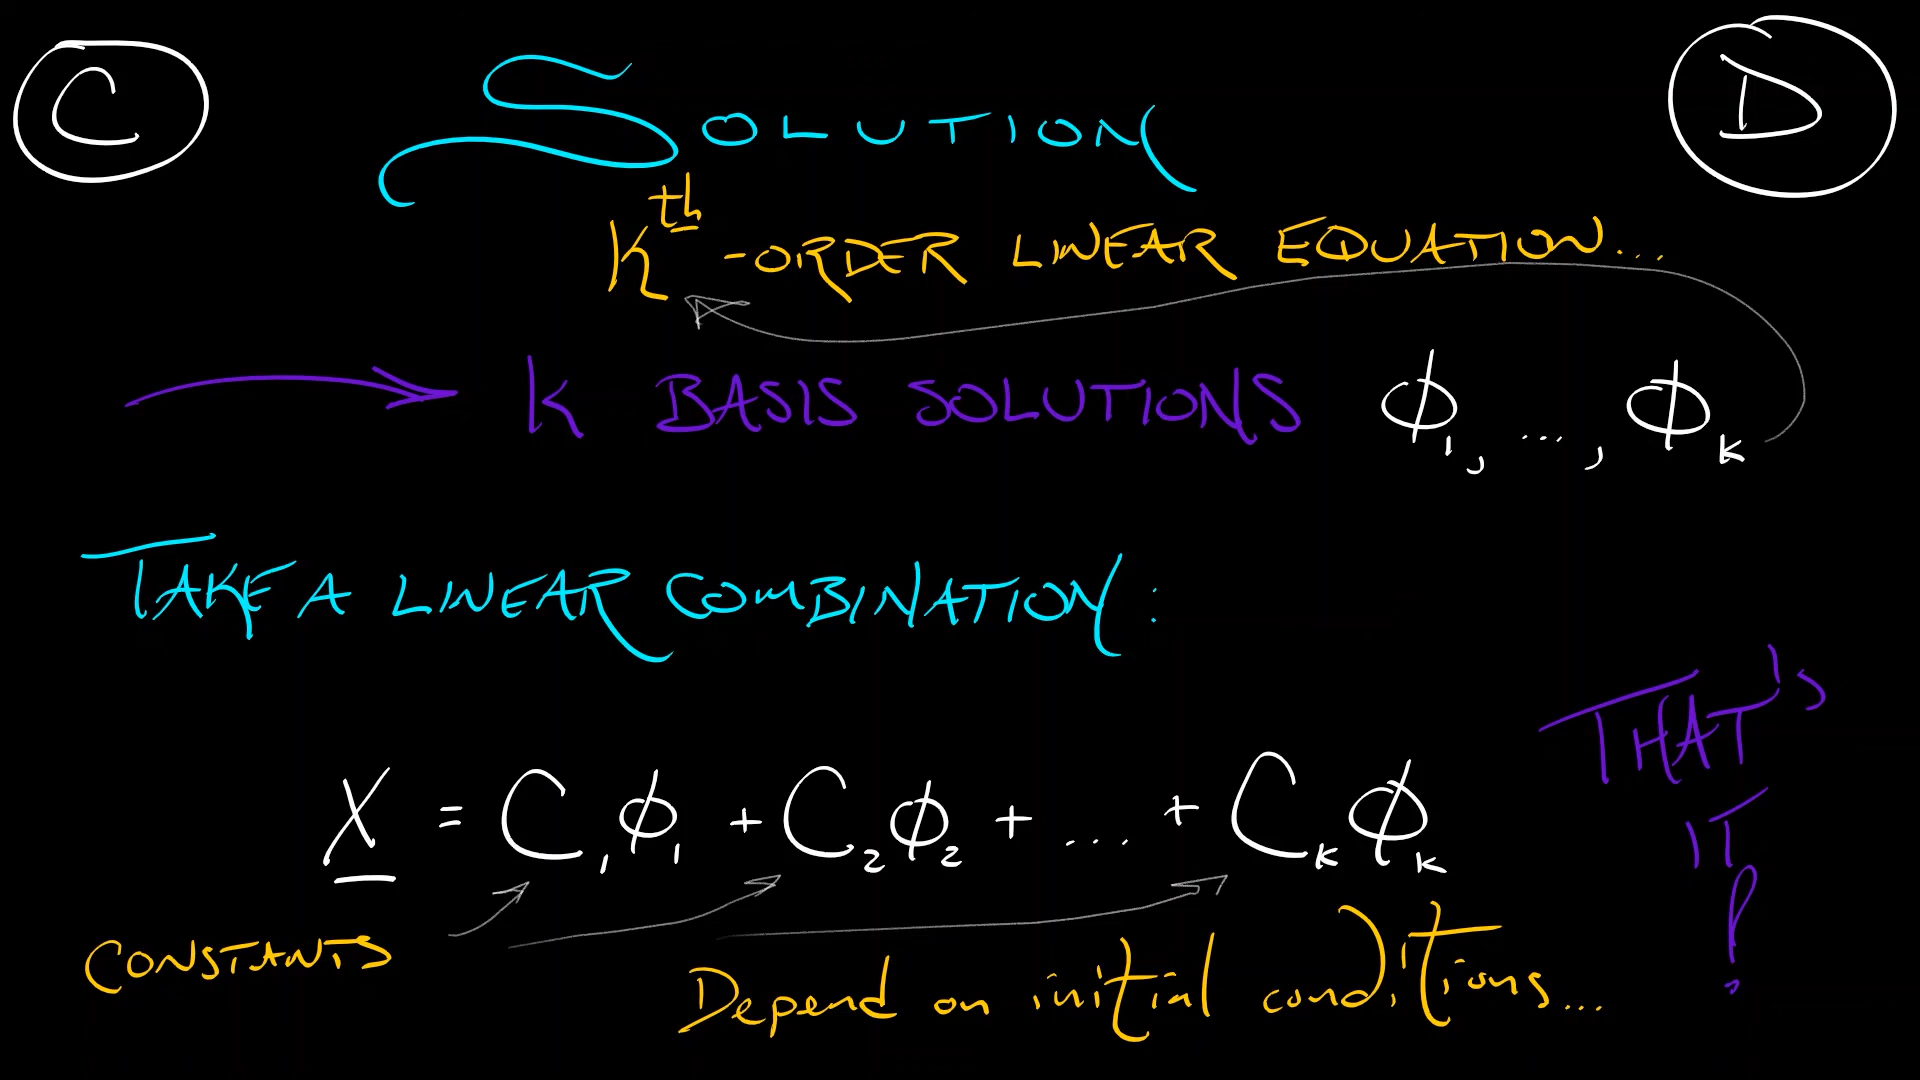 C
SOLUTION
D
kth-ORDER LINEAR EQUATION...
k BASIS SOLUTIONS ϕ₁, ..., ϕₖ
TAKE A LINEAR COMBINATION:
X = C₁ϕ₁ + C₂ϕ₂ + ... + Cₖϕₖ
THAT'S
IT!
CONSTANTS
Depend on initial conditions...